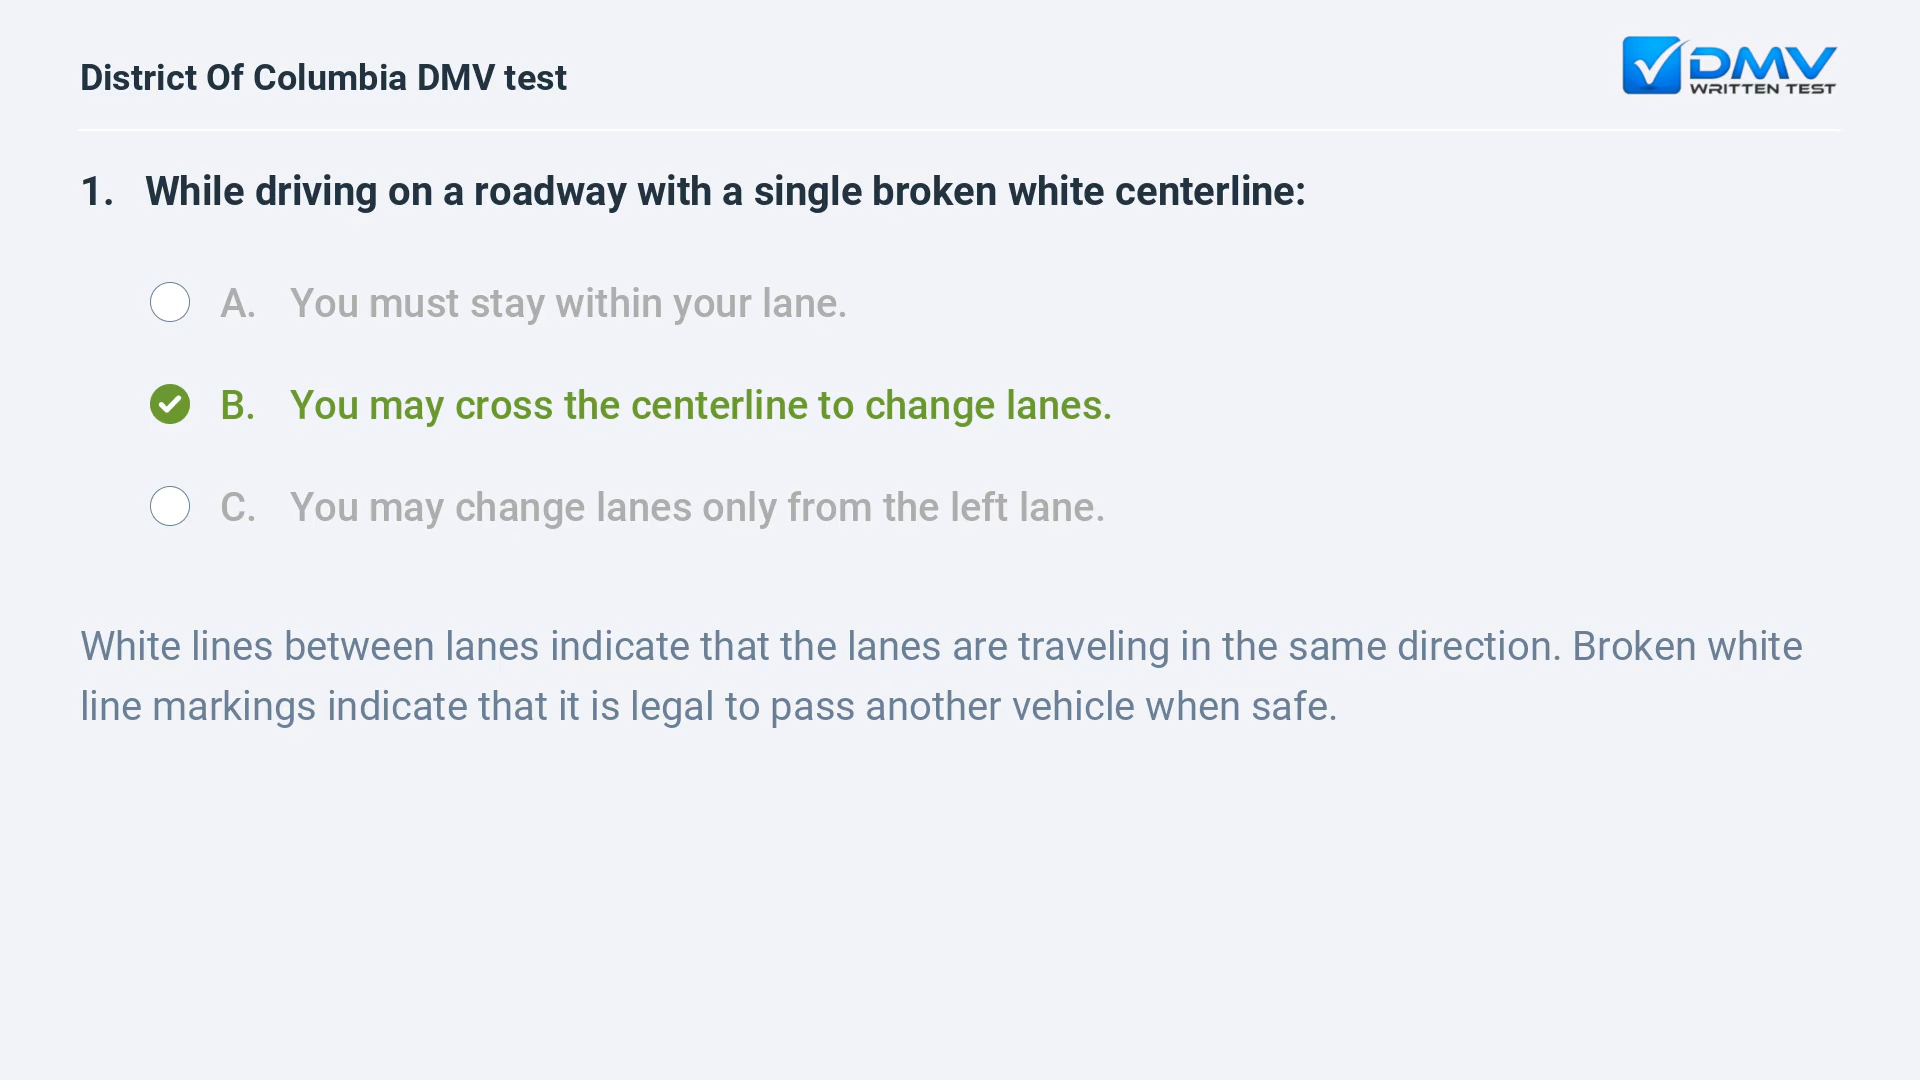 District Of Columbia DMV test
DMV
WRITTEN TEST
1. While driving on a roadway with a single broken white centerline:
A. You must stay within your lane.
B. You may cross the centerline to change lanes.
C. You may change lanes only from the left lane.
White lines between lanes indicate that the lanes are traveling in the same direction. Broken white
line markings indicate that it is legal to pass another vehicle when safe.